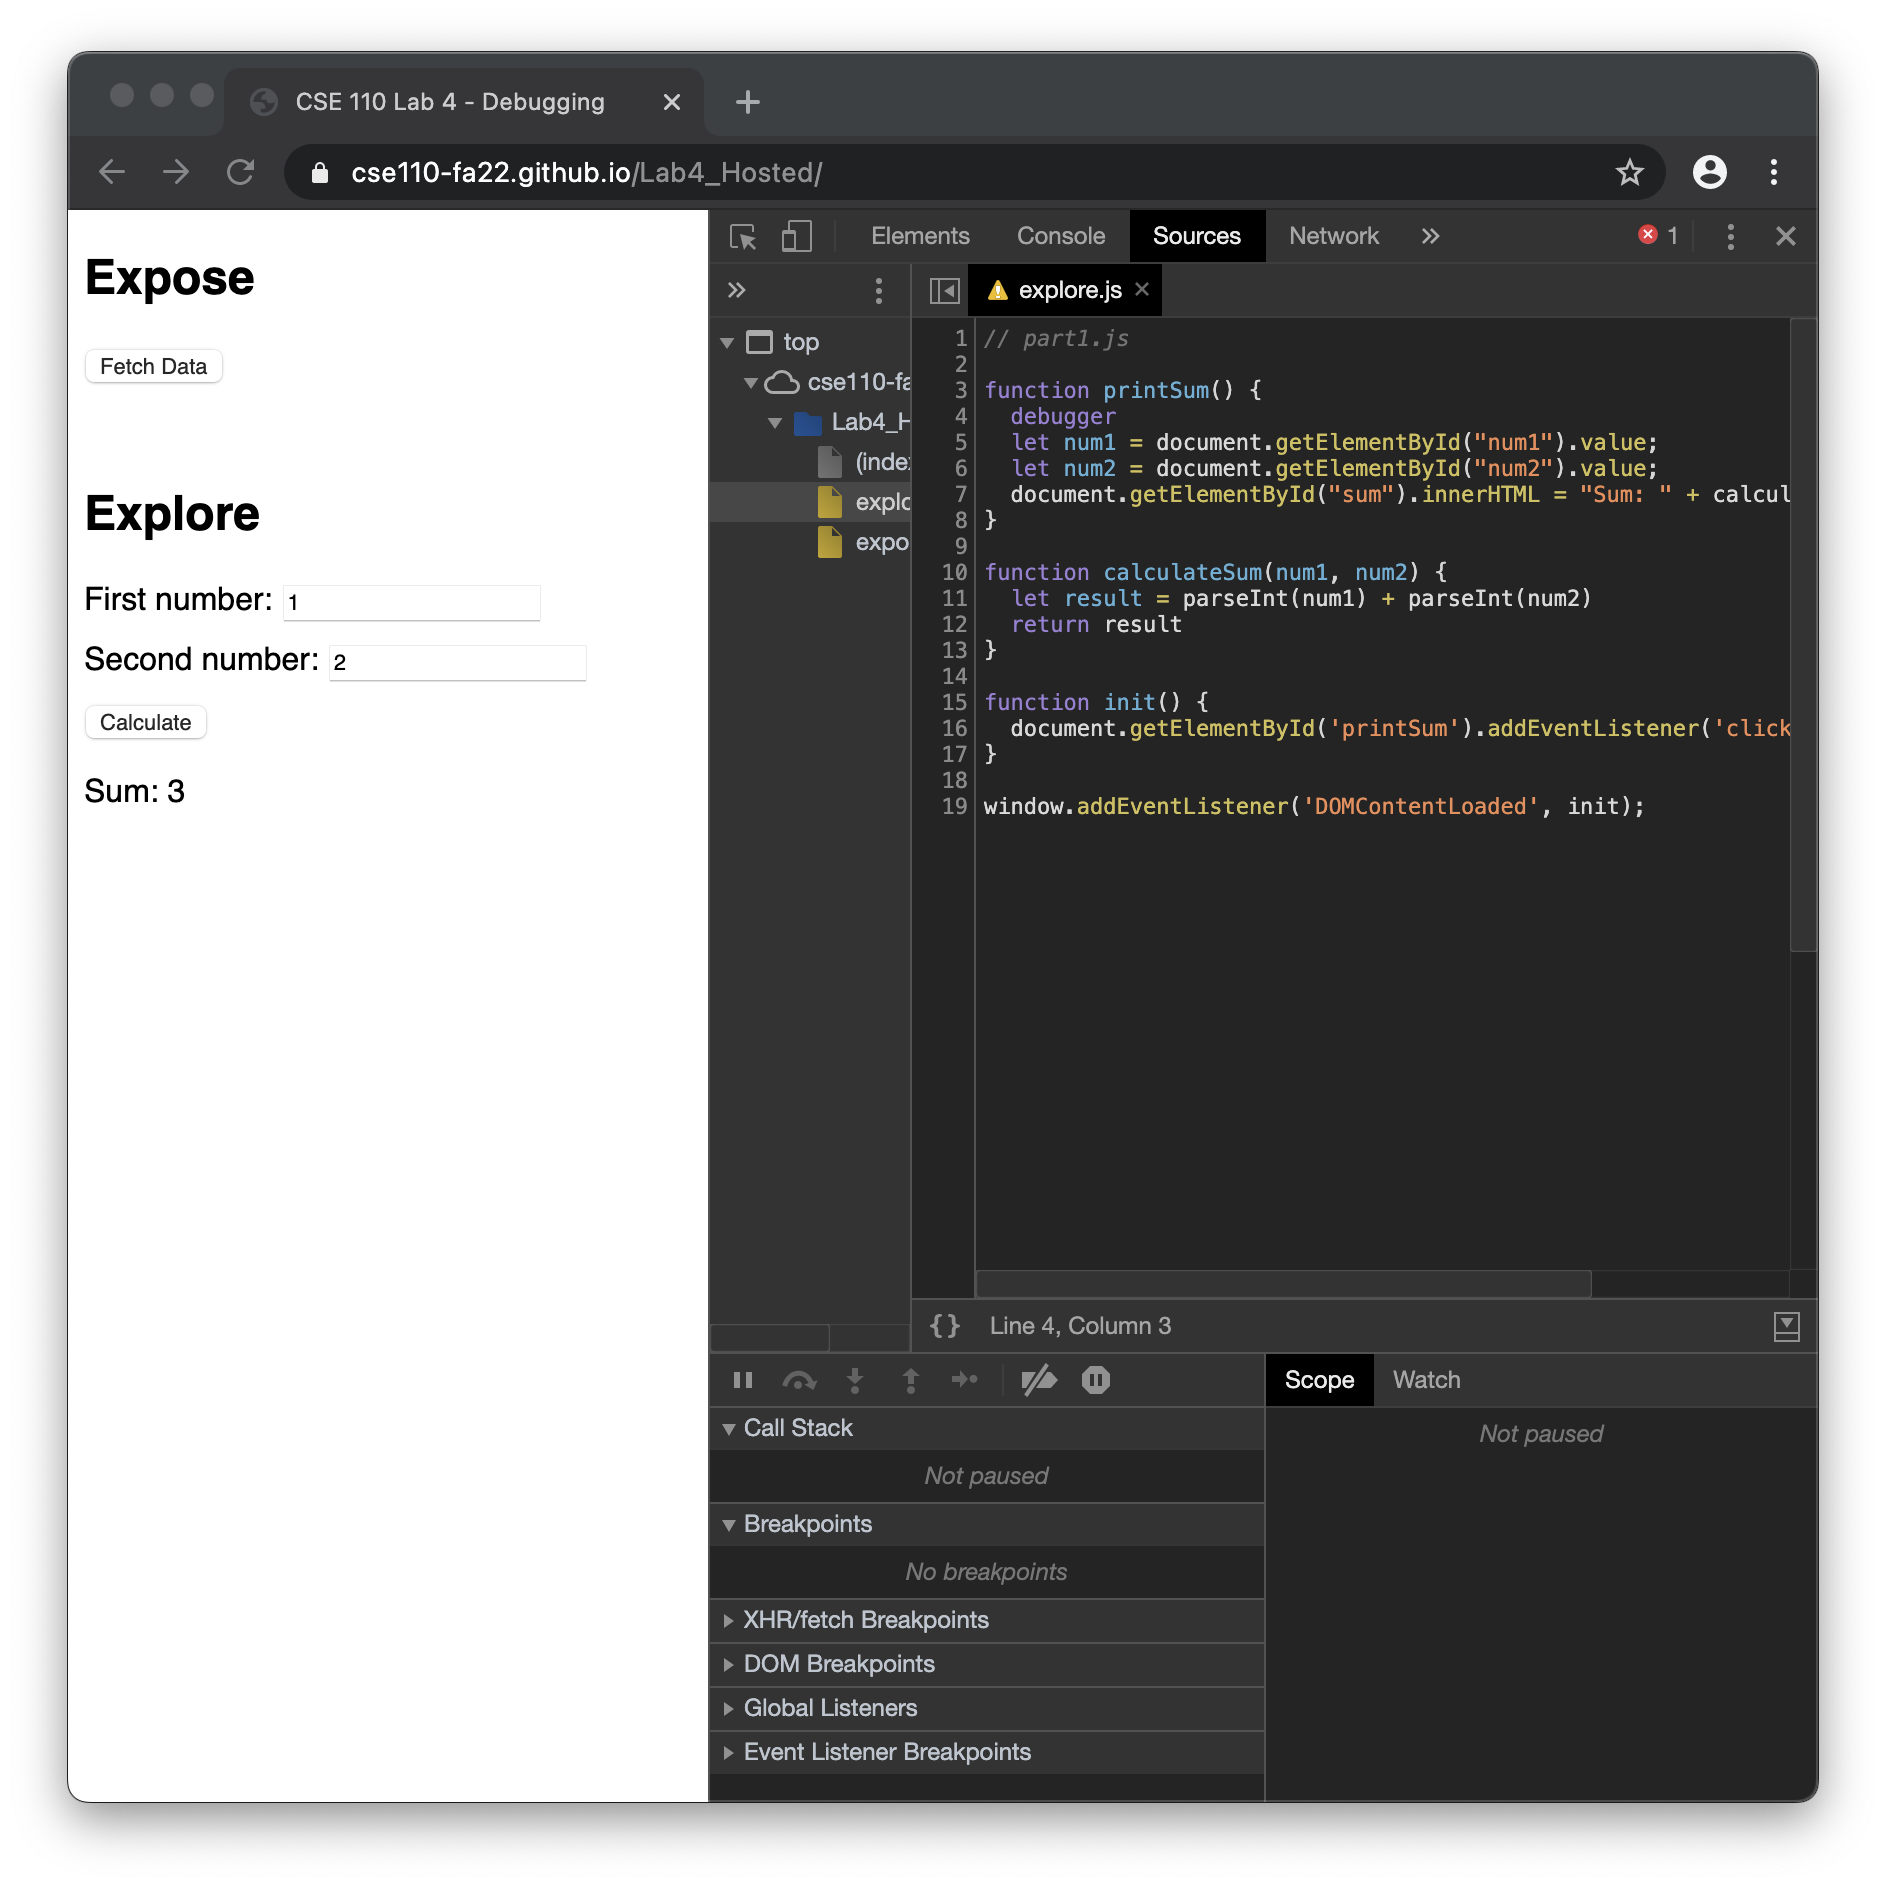 CSE 110 Lab 4 - Debugging
cse110-fa22.github.io/Lab4_Hosted/
Expose
Fetch Data
Explore
First number: 1
Second number: 2
Calculate
Sum: 3
Elements Console Sources Network » 1
explore.js
top
cse110-fa
Lab4_H
(inde
explo
expo
1 // part1.js
2
3 function printSum() {
4 debugger
5 let num1 = document.getElementById("num1").value;
6 let num2 = document.getElementById("num2").value;
7 document.getElementById("sum").innerHTML = "Sum: " + calcul
8 }
9
10 function calculateSum(num1, num2) {
11 let result = parseInt(num1) + parseInt(num2)
12 return result
13 }
14
15 function init() {
16 document.getElementById('printSum').addEventListener('click
17 }
18
19 window.addEventListener('DOMContentLoaded', init);
{} Line 4, Column 3
Scope Watch
Call Stack
Not paused
Not paused
Breakpoints
No breakpoints
XHR/fetch Breakpoints
DOM Breakpoints
Global Listeners
Event Listener Breakpoints